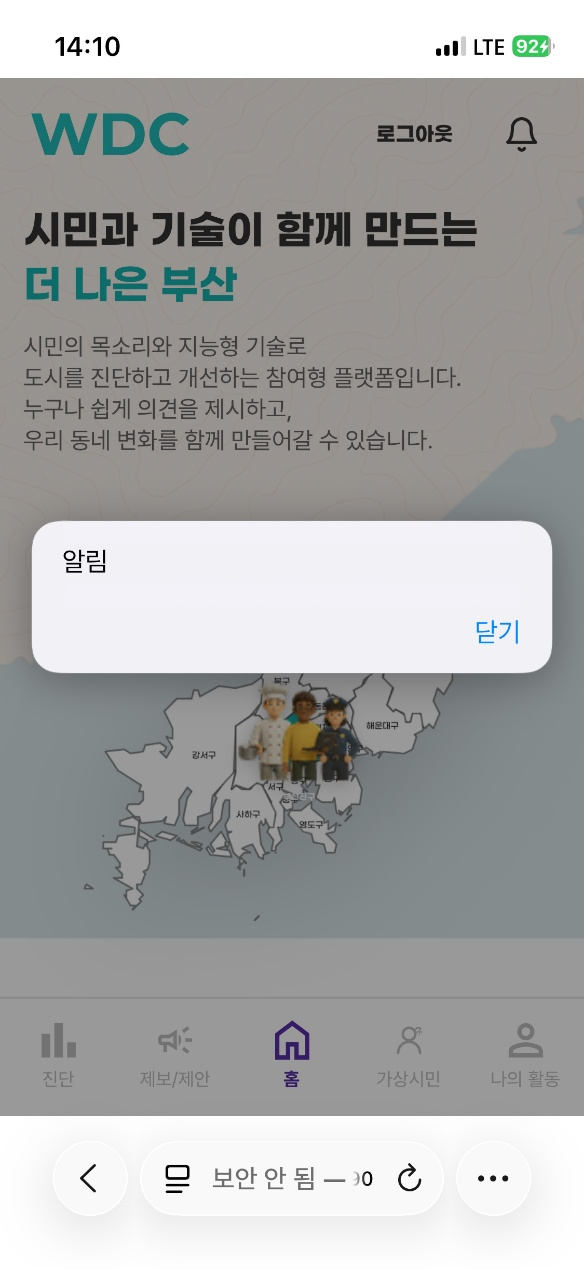 14:10
LTE 92
WDC
로그아웃
시민과 기술이 함께 만드는
더 나은 부산
시민의 목소리와 지능형 기술로
도시를 진단하고 개선하는 참여형 플랫폼입니다.
누구나 쉽게 의견을 제시하고,
우리 동네 변화를 함께 만들어갈 수 있습니다.
알림
닫기
북구
해운대구
강서구
서구
사하구
영도구
진단
제보/제안
홈
가상시민
나의 활동
보안 안 됨 —